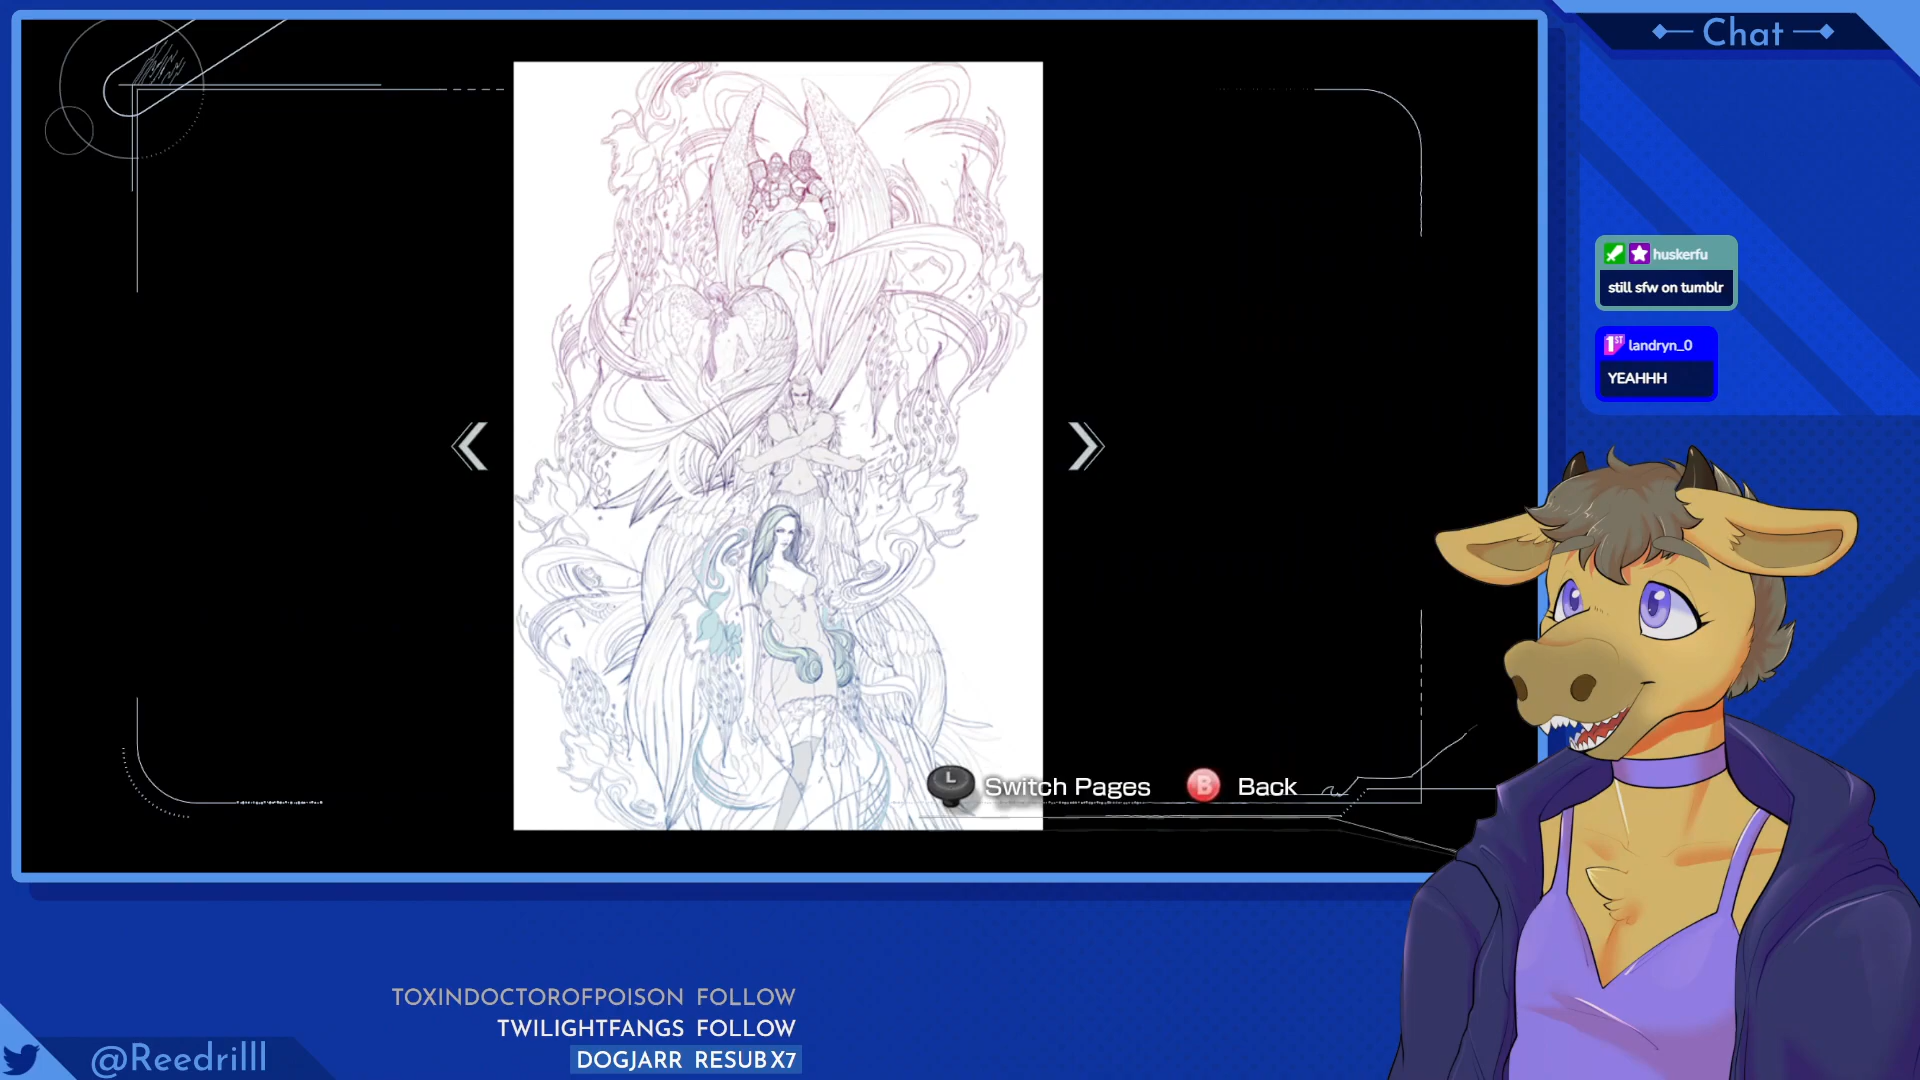 Chat
huskerfu
still sfw on tumblr
1ST landryn_0
YEAHHH
L Switch Pages B Back
TOXINDOCTOROFPOISON FOLLOW
TWILIGHTFANGS FOLLOW
DOGJARR RESUB X7
@Reedrilll